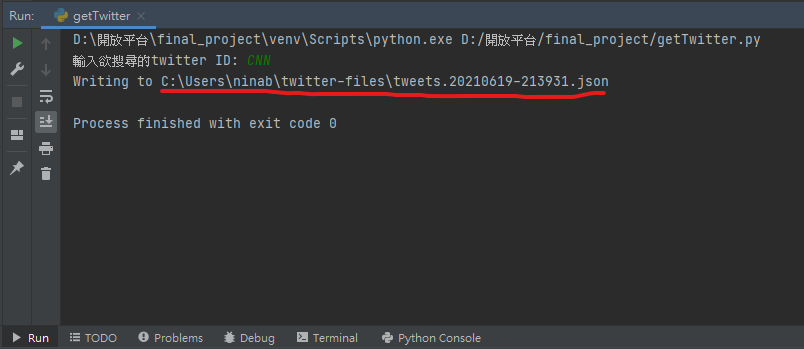 Run: getTwitter
D:\開放平台\final_project\venv\Scripts\python.exe D:/開放平台/final_project/getTwitter.py
輸入欲搜尋的twitter ID: CNN
Writing to C:\Users\ninab\twitter-files\tweets.20210619-213931.json
Process finished with exit code 0
Run TODO Problems Debug Terminal Python Console